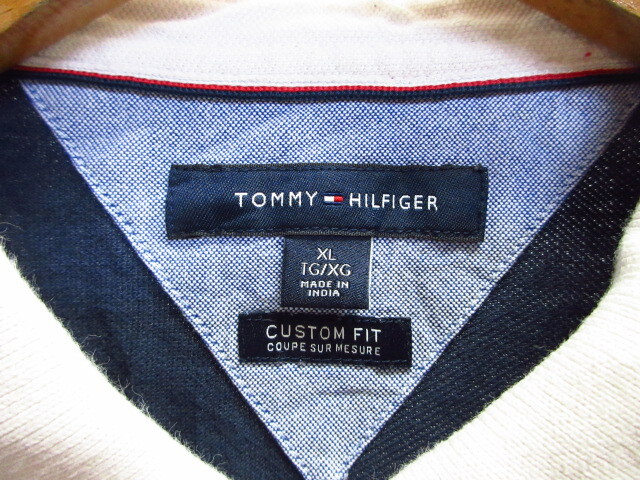 TOMMY HILFIGER
XL
TG/XG
MADE IN
INDIA
CUSTOM FIT
COUPE SUR MESURE